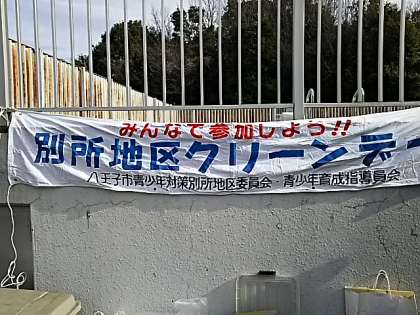 みんなで参加しよう!!
別所地区クリーンデー
八王子市青少年対策別所地区委員会 青少年育成指導員会